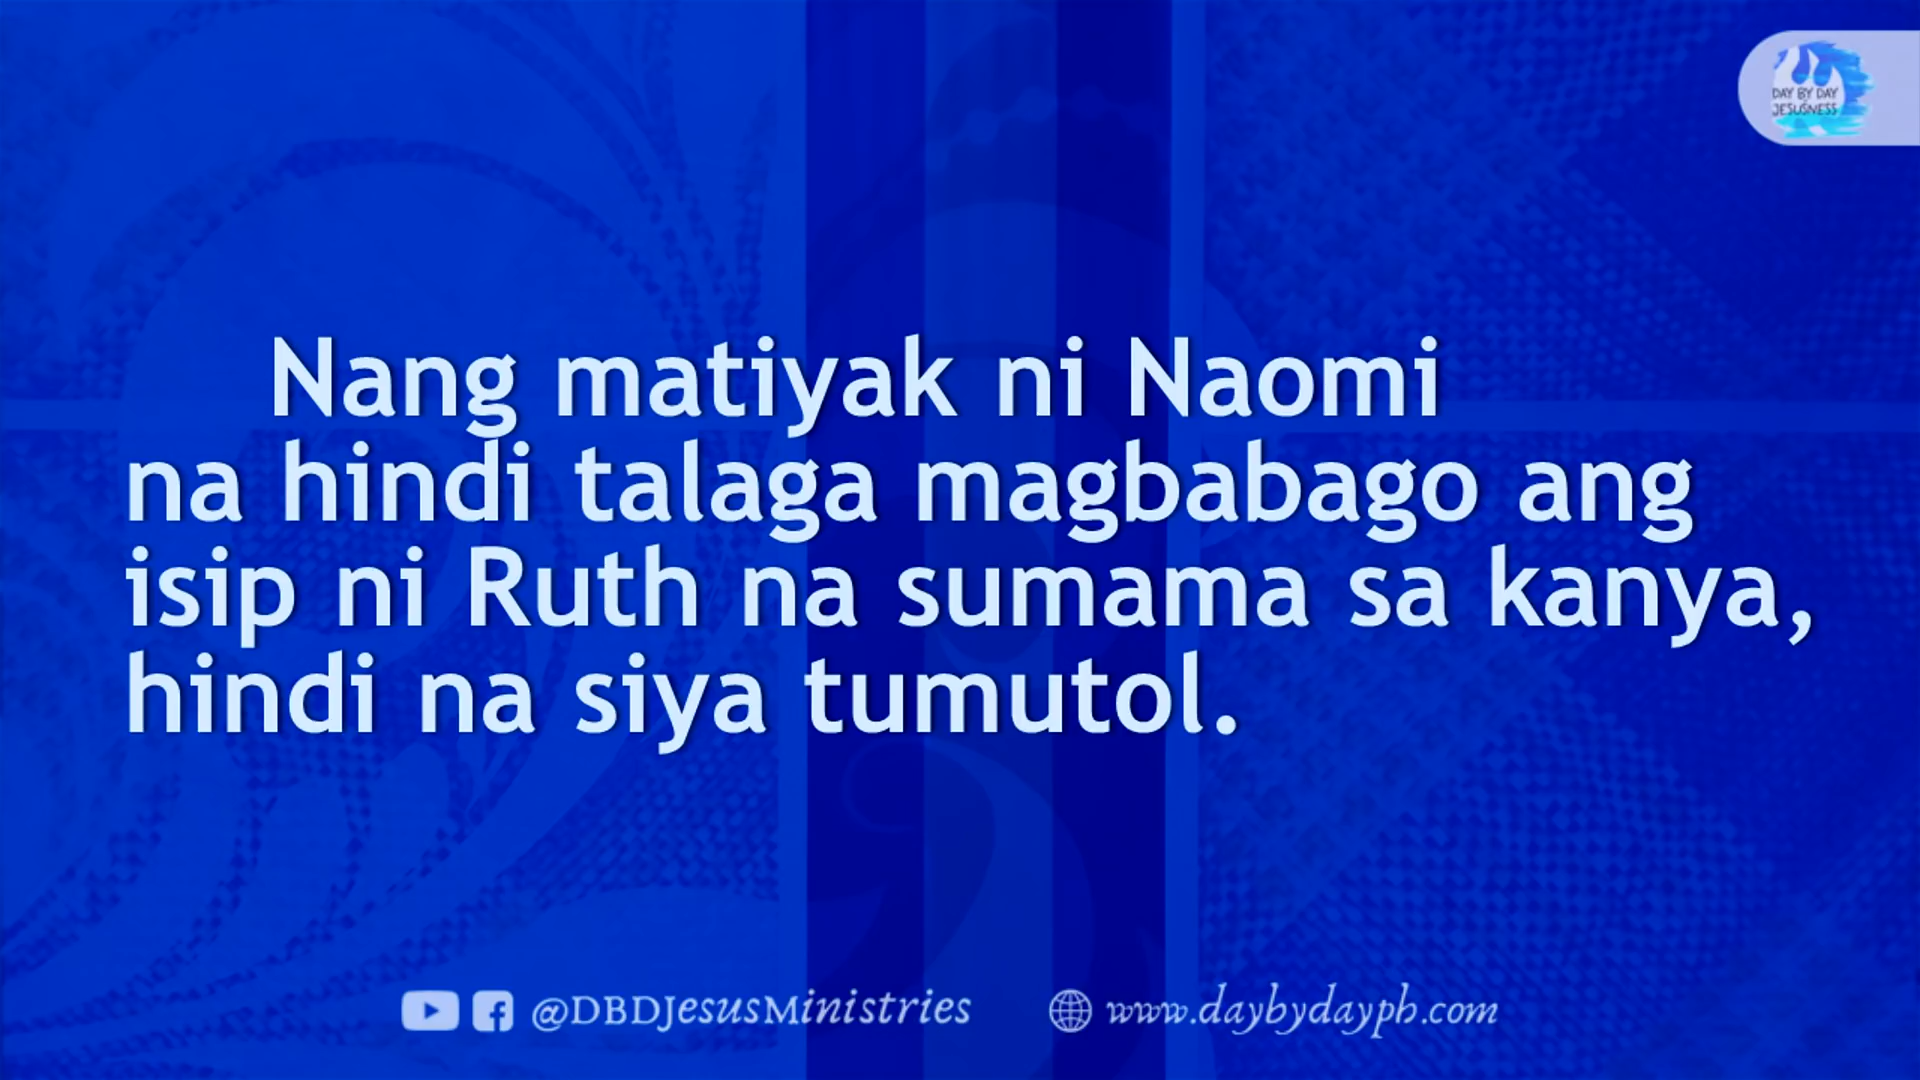 DAY BY DAY
JESUSNESS
Nang matiyak ni Naomi
na hindi talaga magbabago ang
isip ni Ruth na sumama sa kanya,
hindi na siya tumutol.
@DBDJesusMinistries www.daybydayph.com